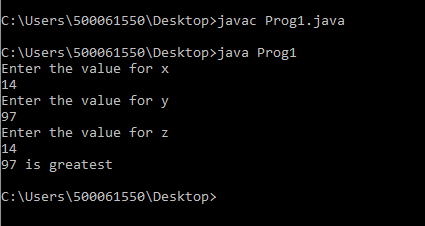 C:\Users\500061550\Desktop>javac Prog1.java
C:\Users\500061550\Desktop>java Prog1
Enter the value for x
14
Enter the value for y
97
Enter the value for z
14
97 is greatest
C:\Users\500061550\Desktop>